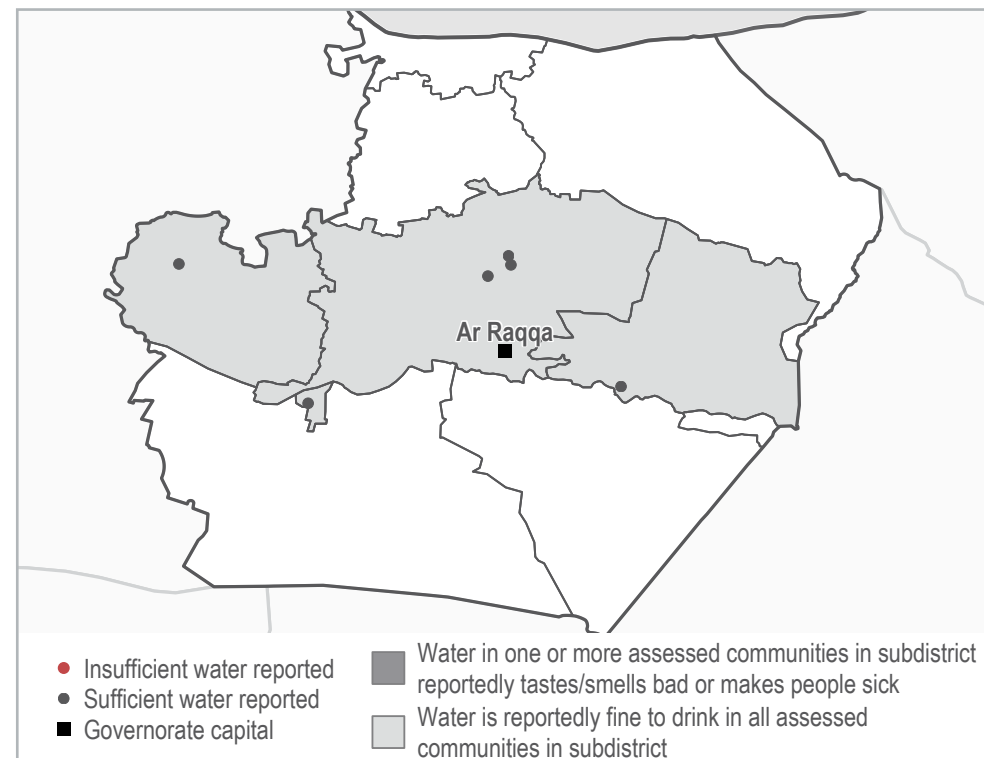 Ar Raqqa
Insufficient water reported
Sufficient water reported
Governorate capital
Water in one or more assessed communities in subdistrict
reportedly tastes/smells bad or makes people sick
Water is reportedly fine to drink in all assessed
communities in subdistrict